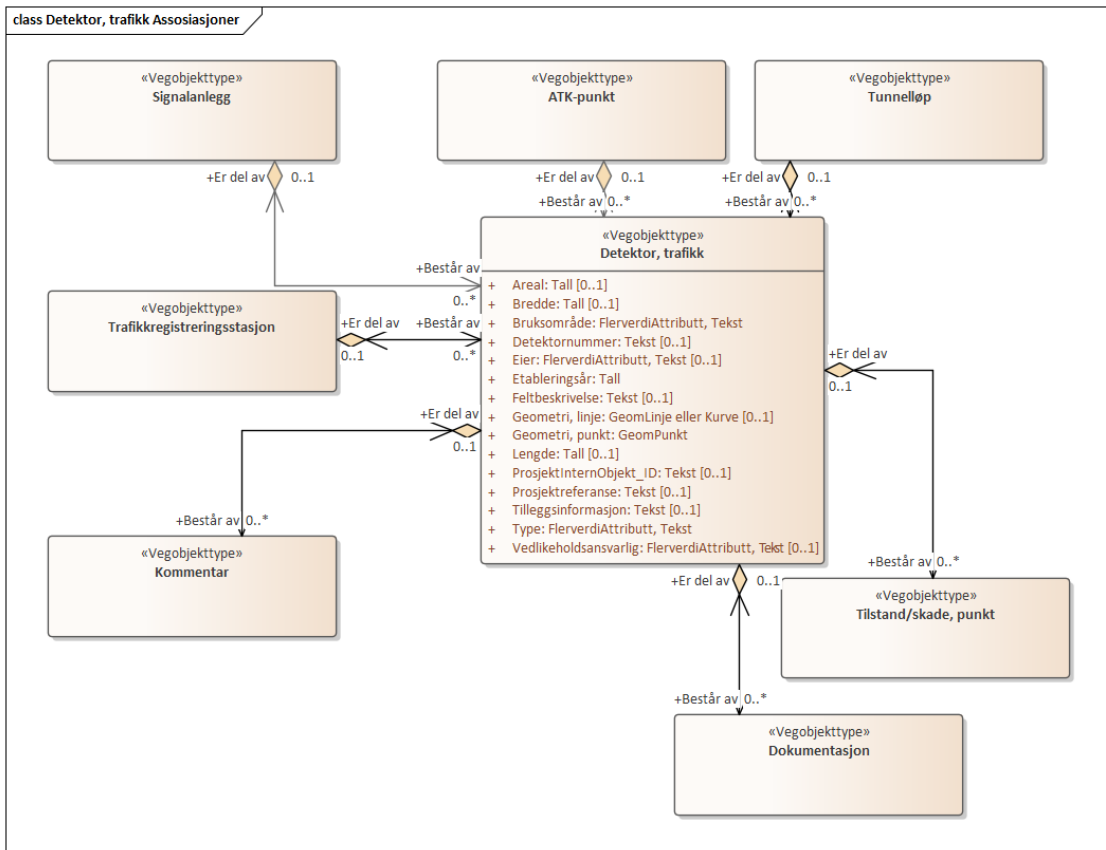 class Detektor, trafikk Assosiasjoner
«Vegobjekttype»
Signalanlegg
«Vegobjekttype»
ATK-punkt
«Vegobjekttype»
Tunnelløp
+Er del av 0..1
+Er del av 0..1
+Er del av 0..1
+Består av 0..*
+Består av 0..*
«Vegobjekttype»
Detektor, trafikk
+ Areal: Tall [0..1]
+ Bredde: Tall [0..1]
+ Bruksområde: FlerverdiAttributt, Tekst
+ Detektornummer: Tekst [0..1]
+ Eier: FlerverdiAttributt, Tekst [0..1]
+ Etableringsår: Tall
+ Feltbeskrivelse: Tekst [0..1]
+ Geometri, linje: GeomLinje eller Kurve [0..1]
+ Geometri, punkt: GeomPunkt
+ Lengde: Tall [0..1]
+ ProsjektInternObjekt_ID: Tekst [0..1]
+ Prosjektreferanse: Tekst [0..1]
+ Tilleggsinformasjon: Tekst [0..1]
+ Type: FlerverdiAttributt, Tekst
+ Vedlikeholdsansvarlig: FlerverdiAttributt, Tekst [0..1]
+Består av
0..*
«Vegobjekttype»
Trafikkregistreringsstasjon
+Er del av
0..1
+Består av
0..*
+Er del av
0..1
+Er del av
0..1
+Består av 0..*
«Vegobjekttype»
Kommentar
+Er del av 0..1
+Består av 0..*
«Vegobjekttype»
Tilstand/skade, punkt
+Består av 0..*
«Vegobjekttype»
Dokumentasjon